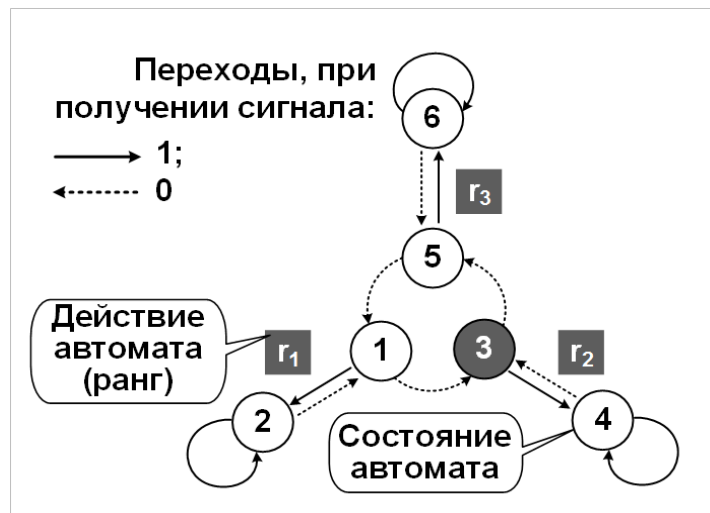 Переходы, при
получении сигнала:
1;
0
6
r3
5
Действие
автомата
(ранг)
r1
1
3
r2
2
4
Состояние
автомата